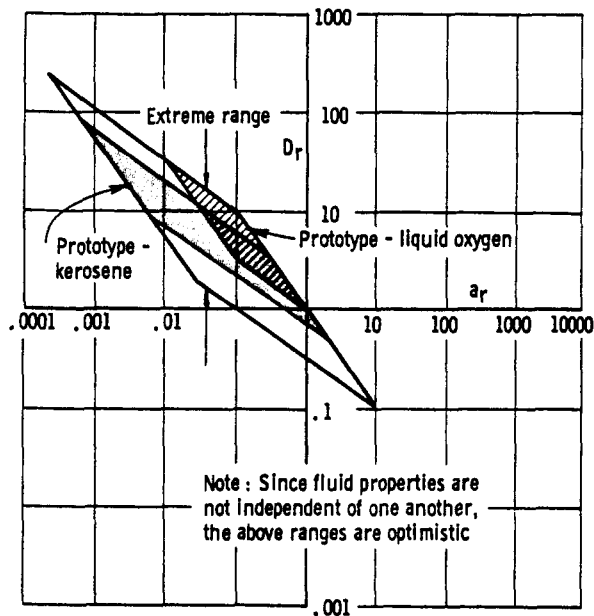 1000
Extreme range
100
Dr
10
Prototype - liquid oxygen
Prototype -
kerosene
ar
.0001 .001 .01 10 100 1000 10000
.1
Note : Since fluid properties are
not independent of one another,
the above ranges are optimistic
.001